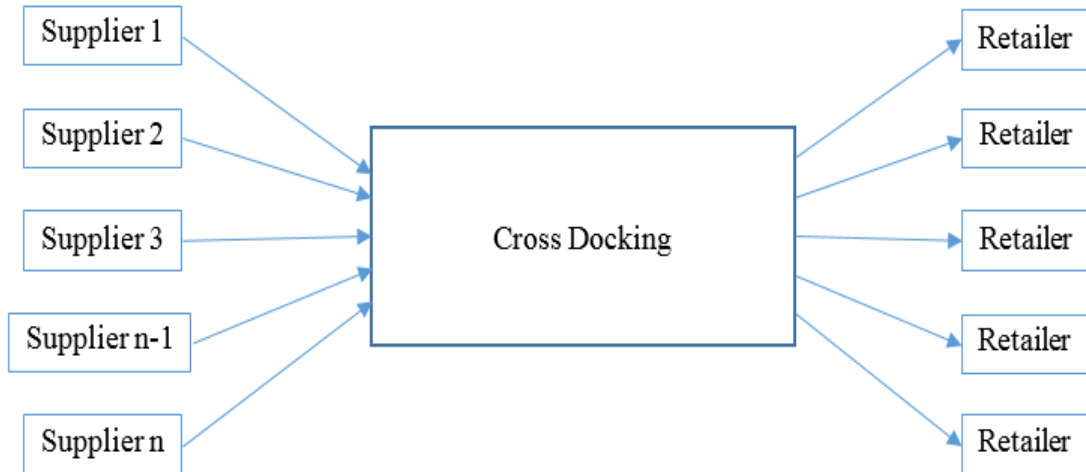 Supplier 1
Supplier 2
Supplier 3
Supplier n-1
Supplier n
Cross Docking
Retailer
Retailer
Retailer
Retailer
Retailer